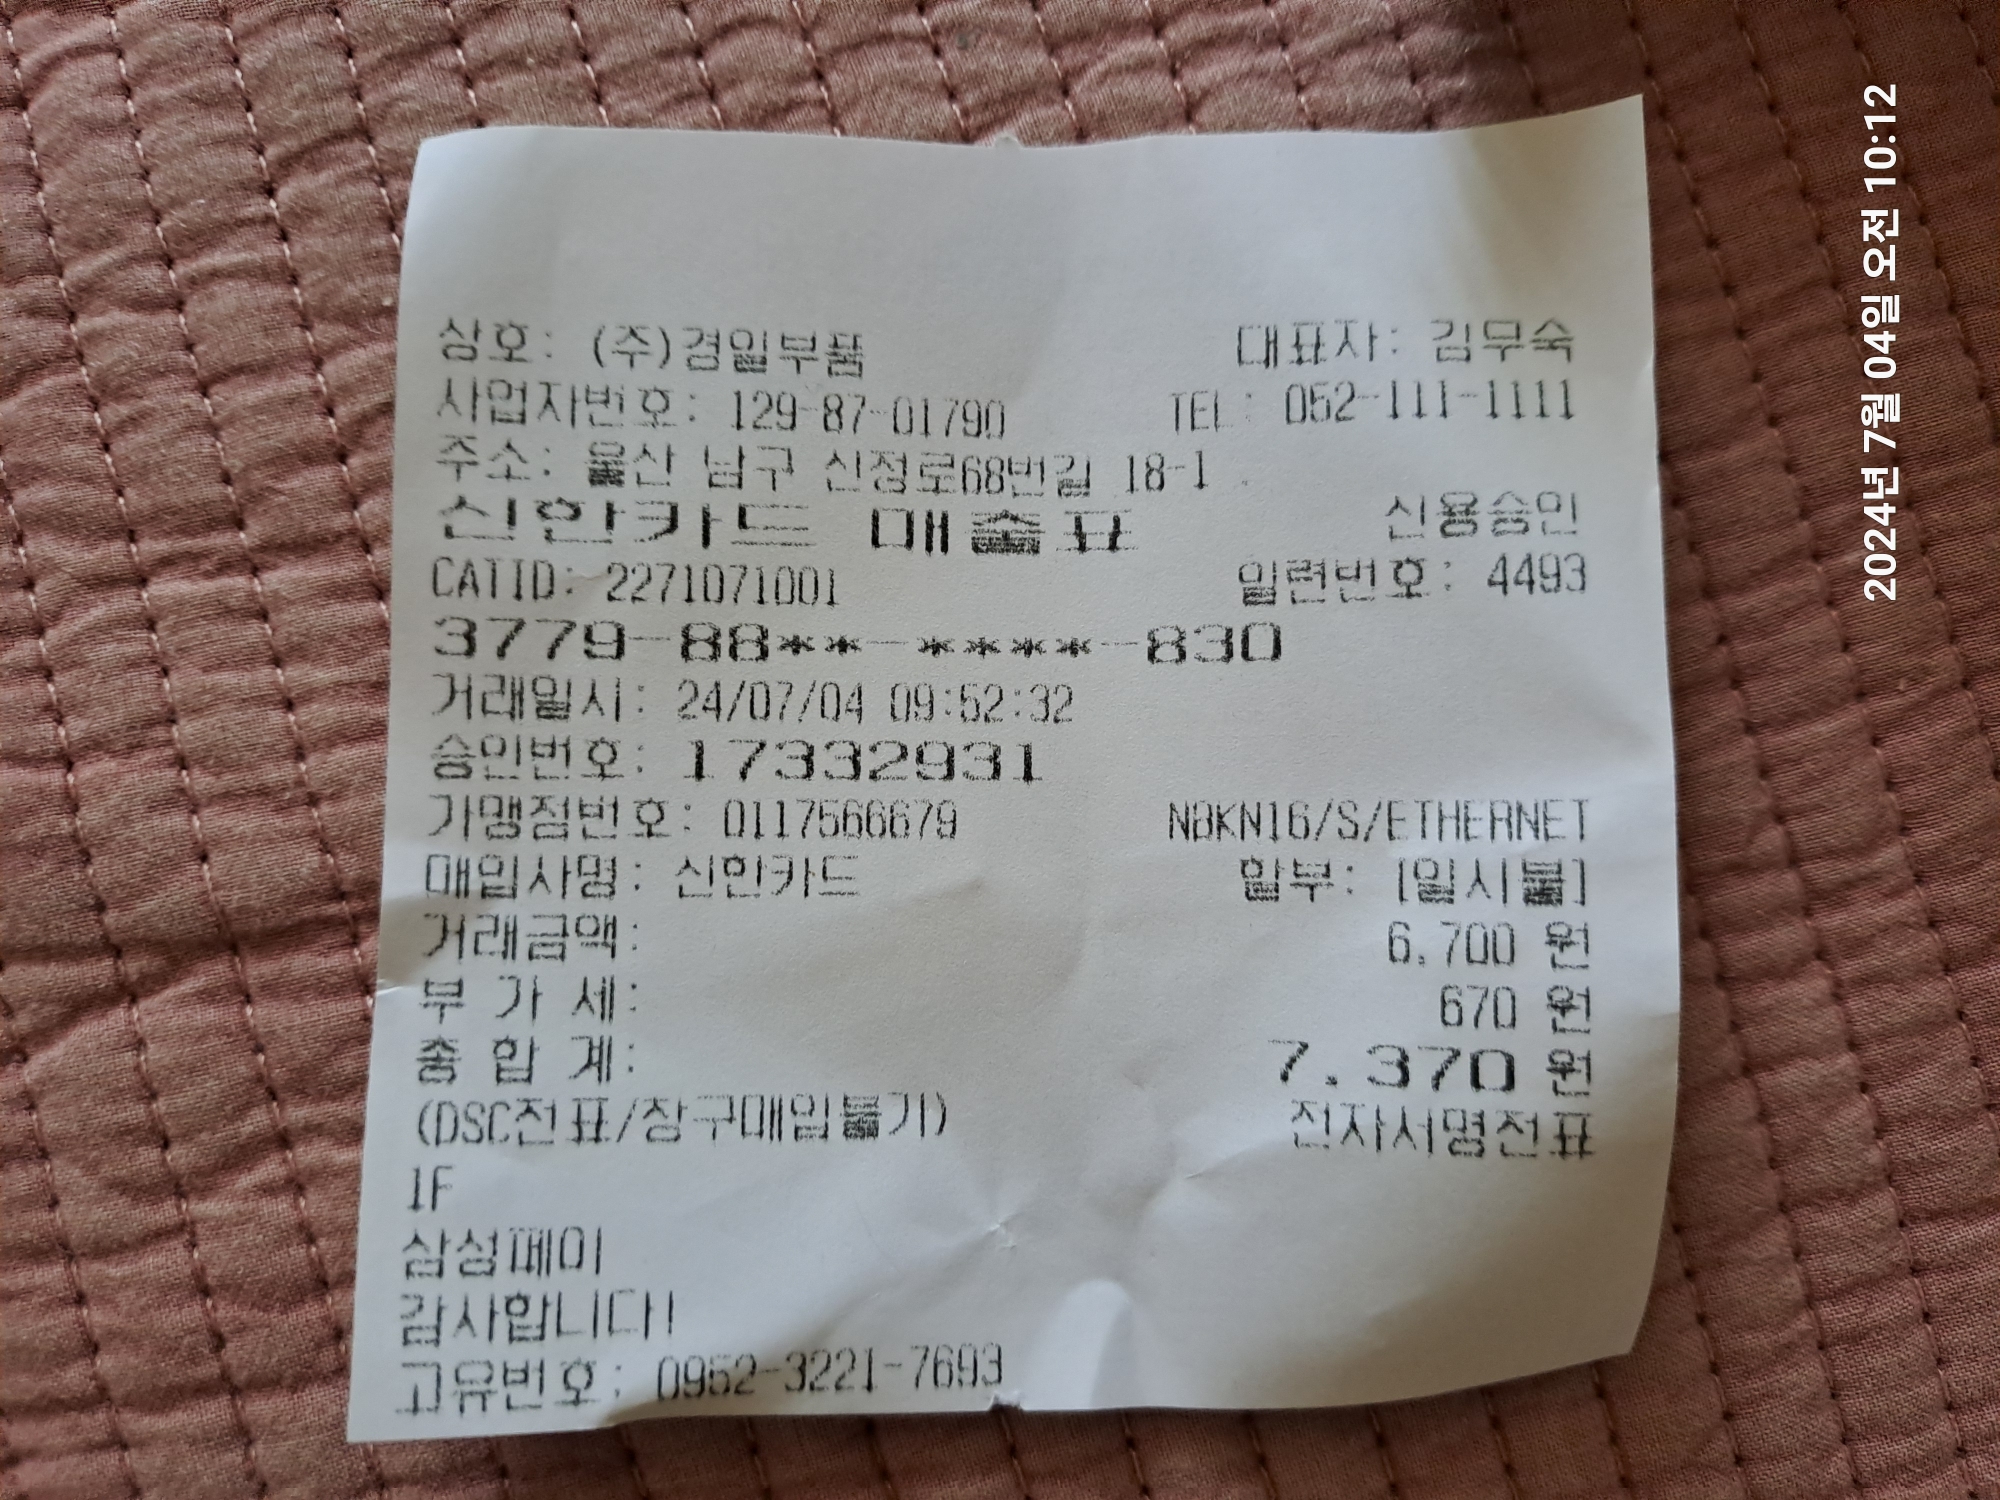 상호: (주)경일부품 대표자: 김무숙
사업자번호: 129-87-01790 TEL: 052-111-1111
주소: 울산 남구 신정로68번길 18-1
신한카드 매출표 신용승인
CATID: 2271071001 일련번호: 4493
3779-88**-****-830
거래일시: 24/07/04 09:52:32
승인번호: 17332931
가맹점번호: 0117566679 NBKN16/S/ETHERNET
매입사명: 신한카드 할부: [일시불]
거래금액: 6,700 원
부 가 세: 670 원
총 합 계: 7.370 원
(DSC전표/창구매입불가) 전자서명전표
1F
삼성페이
감사합니다!
고유번호: 0952-3221-7693
2024년 7월 04일 오전 10:12